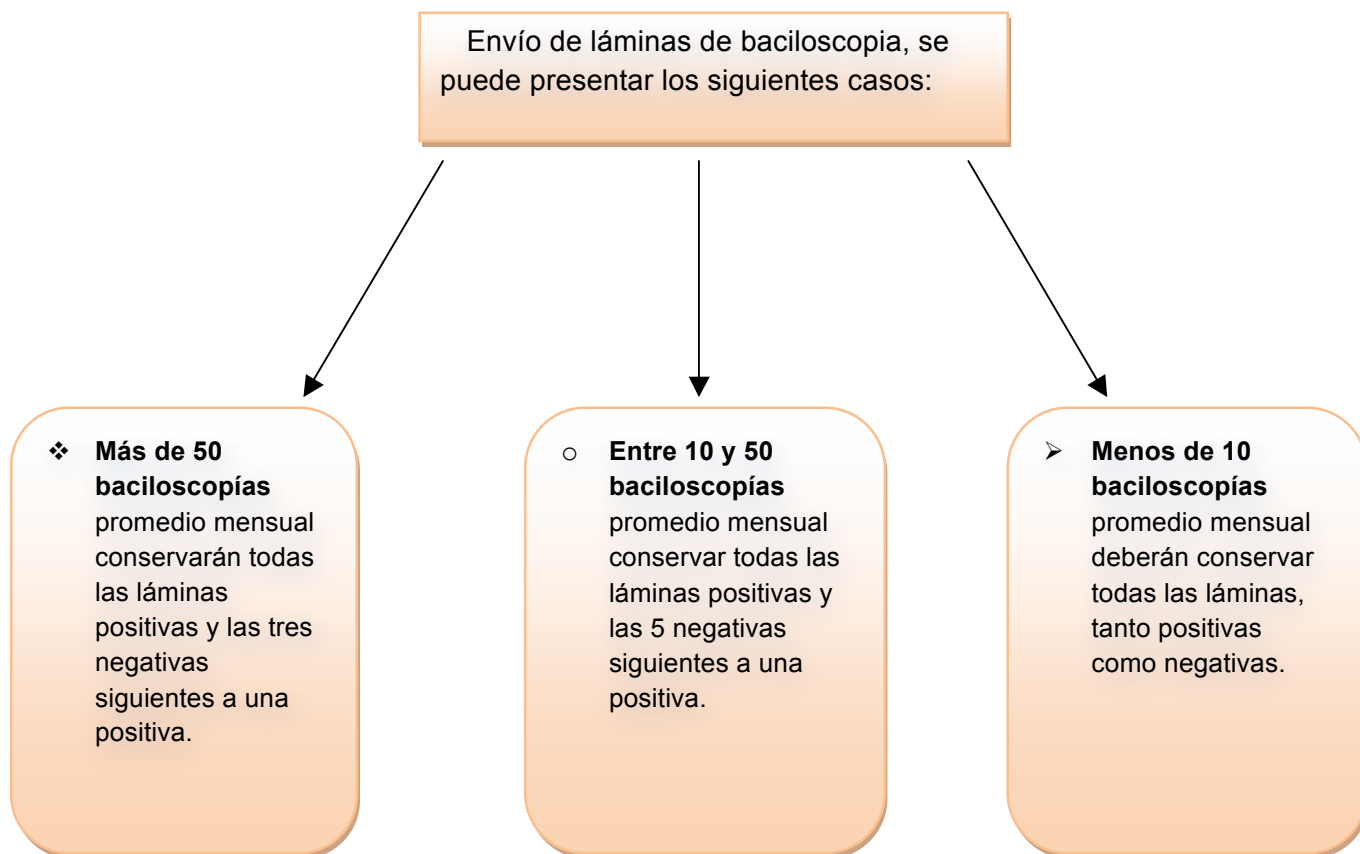 Envío de láminas de baciloscopia, se
puede presentar los siguientes casos:
❖ Más de 50
baciloscopías
promedio mensual
conservarán todas
las láminas
positivas y las tres
negativas
siguientes a una
positiva.
o Entre 10 y 50
baciloscopías
promedio mensual
conservar todas las
láminas positivas y
las 5 negativas
siguientes a una
positiva.
➢ Menos de 10
baciloscopías
promedio mensual
deberán conservar
todas las láminas,
tanto positivas
como negativas.